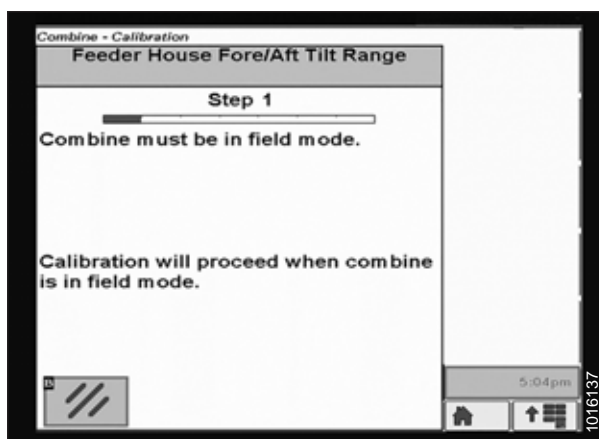 Combine - Calibration
Feeder House Fore/Aft Tilt Range
Step 1
Combine must be in field mode.
Calibration will proceed when combine
is in field mode.
B
5:04pm
1016137